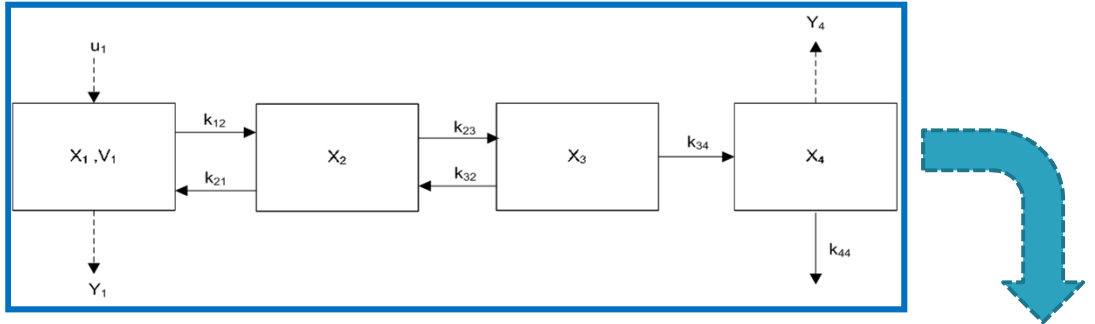 u₁
Y₄
X₁ ,V₁
k₁₂
k₂₁
X₂
k₂₃
k₃₂
X₃
k₃₄
X₄
k₄₄
Y₁